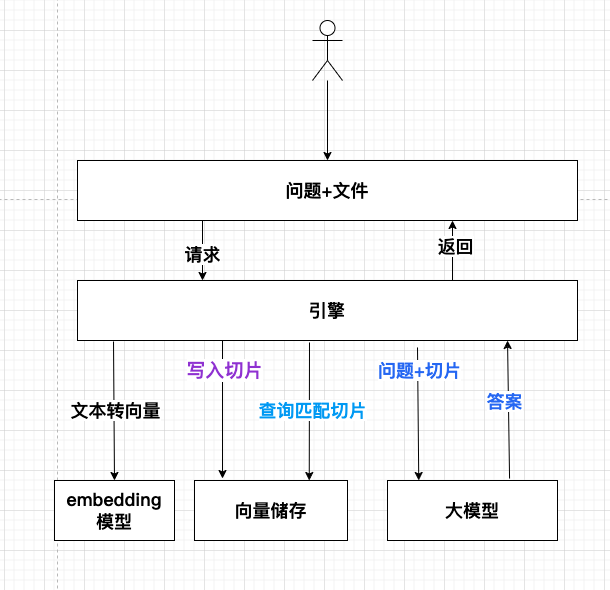 问题+文件
请求
返回
引擎
写入切片
问题+切片
文本转向量
查询匹配切片
答案
embedding
模型
向量储存
大模型